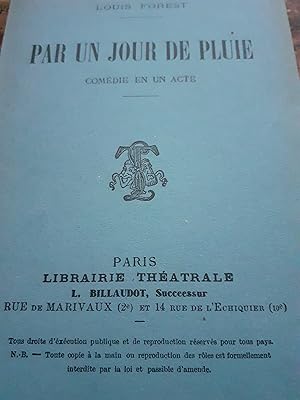 LOUIS FOREST
PAR UN JOUR DE PLUIE
COMÉDIE EN UN ACTE
PARIS
LIBRAIRIE THÉATRALE
L. BILLAUDOT, Successeur
RUE DE MARIVAUX (2e) ET 14 RUE DE L'ECHIQUIER (10e)
Tous droits d'éxécution publique et de reproduction réservés pour tous pays.
N.-B. — Toute copie à la main ou reproduction des rôles est formellement
interdite par la loi et passible d'amende.